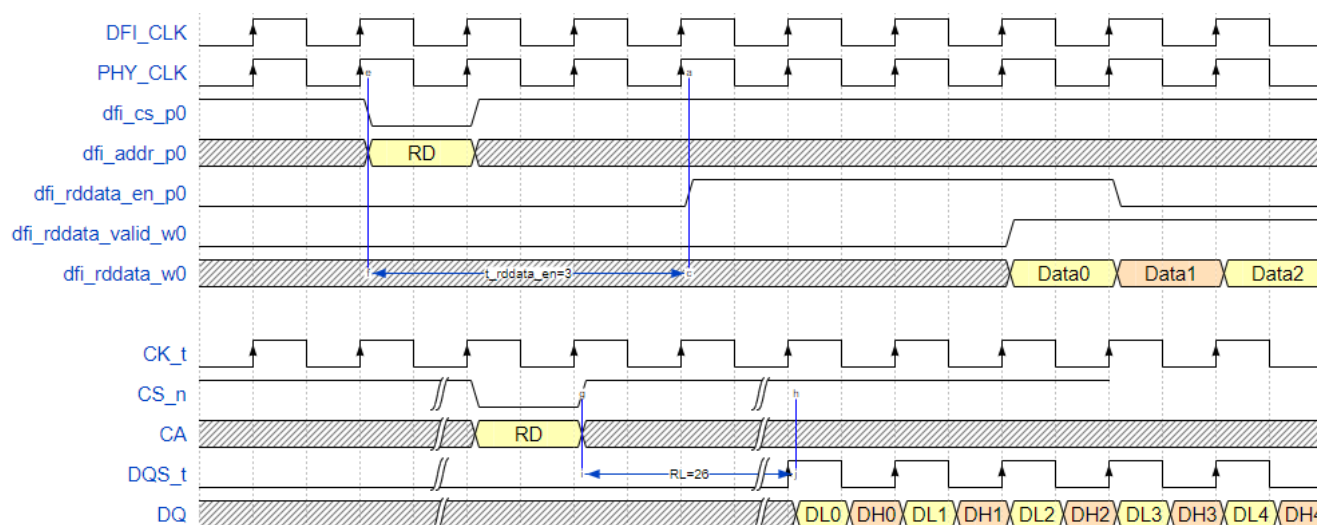 DFI_CLK
PHY_CLK e a
dfi_cs_p0
dfi_addr_p0 RD
dfi_rddata_en_p0
dfi_rddata_valid_w0
dfi_rddata_w0 t_rddata_en=3 c Data0 Data1 Data2
CK_t
CS_n g h
CA RD
DQS_t i RL=26 j
DQ DL0 DH0 DL1 DH1 DL2 DH2 DL3 DH3 DL4 DH4